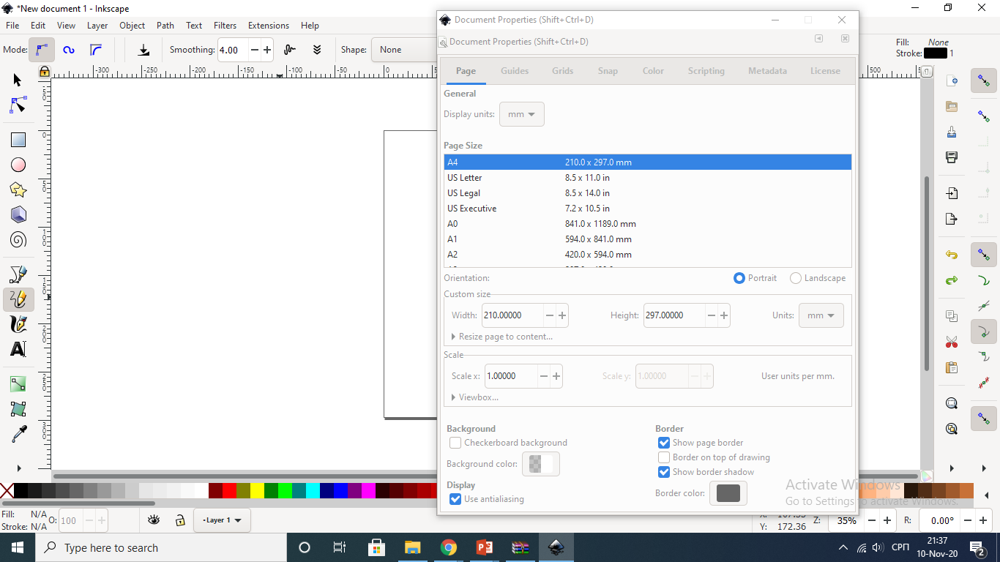 *New document 1 - Inkscape
File Edit View Layer Object Path Text Filters Extensions Help
Mode: Smoothing: 4.00 Shape: None
Fill: None
Stroke: 1
-300 -250 -200 -150 -100 -50 0 500
Document Properties (Shift+Ctrl+D)
Document Properties (Shift+Ctrl+D)
Page Guides Grids Snap Color Scripting Metadata License
General
Display units: mm
Page Size
A4 210.0 x 297.0 mm
US Letter 8.5 x 11.0 in
US Legal 8.5 x 14.0 in
US Executive 7.2 x 10.5 in
A0 841.0 x 1189.0 mm
A1 594.0 x 841.0 mm
A2 420.0 x 594.0 mm
Orientation: Portrait Landscape
Custom size
Width: 210.00000 Height: 297.00000 Units: mm
Resize page to content...
Scale
Scale x: 1.00000 Scale y: 1.00000 User units per mm.
Viewbox...
Background Border
Checkerboard background Show page border
Border on top of drawing
Background color: Show border shadow
Display Border color:
Use antialiasing
Activate Windows
Go to Settings to activate Windows.
Fill: N/A O: 100 -Layer 1
Stroke: N/A
Y: 172.36 Z: 35% R: 0.00°
Type here to search
СРП 21:37
10-Nov-20 2